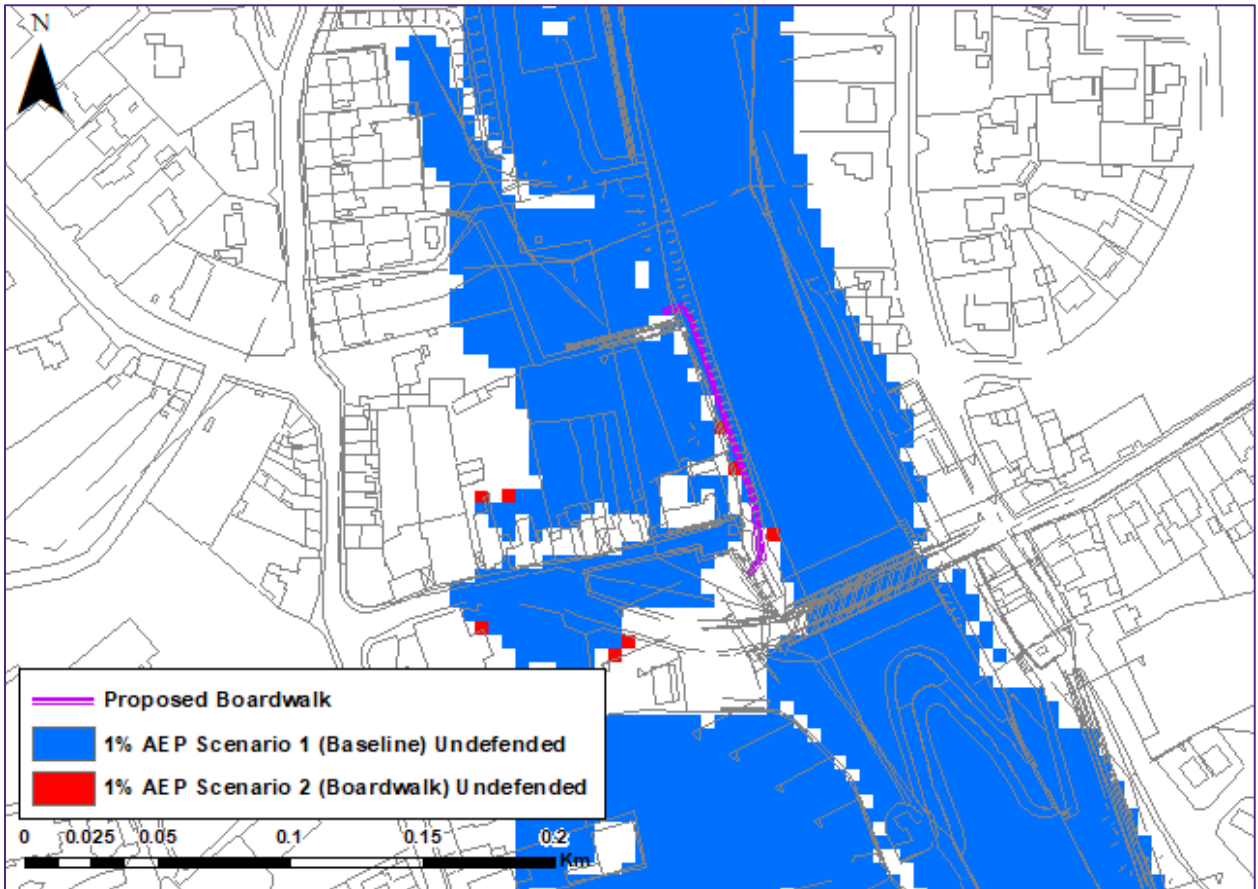 N
Proposed Boardwalk
1% AEP Scenario 1 (Baseline) Undefended
1% AEP Scenario 2 (Boardwalk) Undefended
0 0.025 0.05 0.1 0.15 0.2
Km